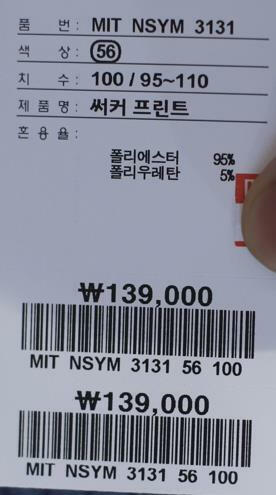 품 번: MIT NSYM 3131
색 상: 56
치 수: 100 / 95~110
제 품 명: 써커 프린트
혼 용 율:
폴리에스터 95%
폴리우레탄 5%
₩139,000
MIT NSYM 3131 56 100
₩139,000
MIT NSYM 3131 56 100